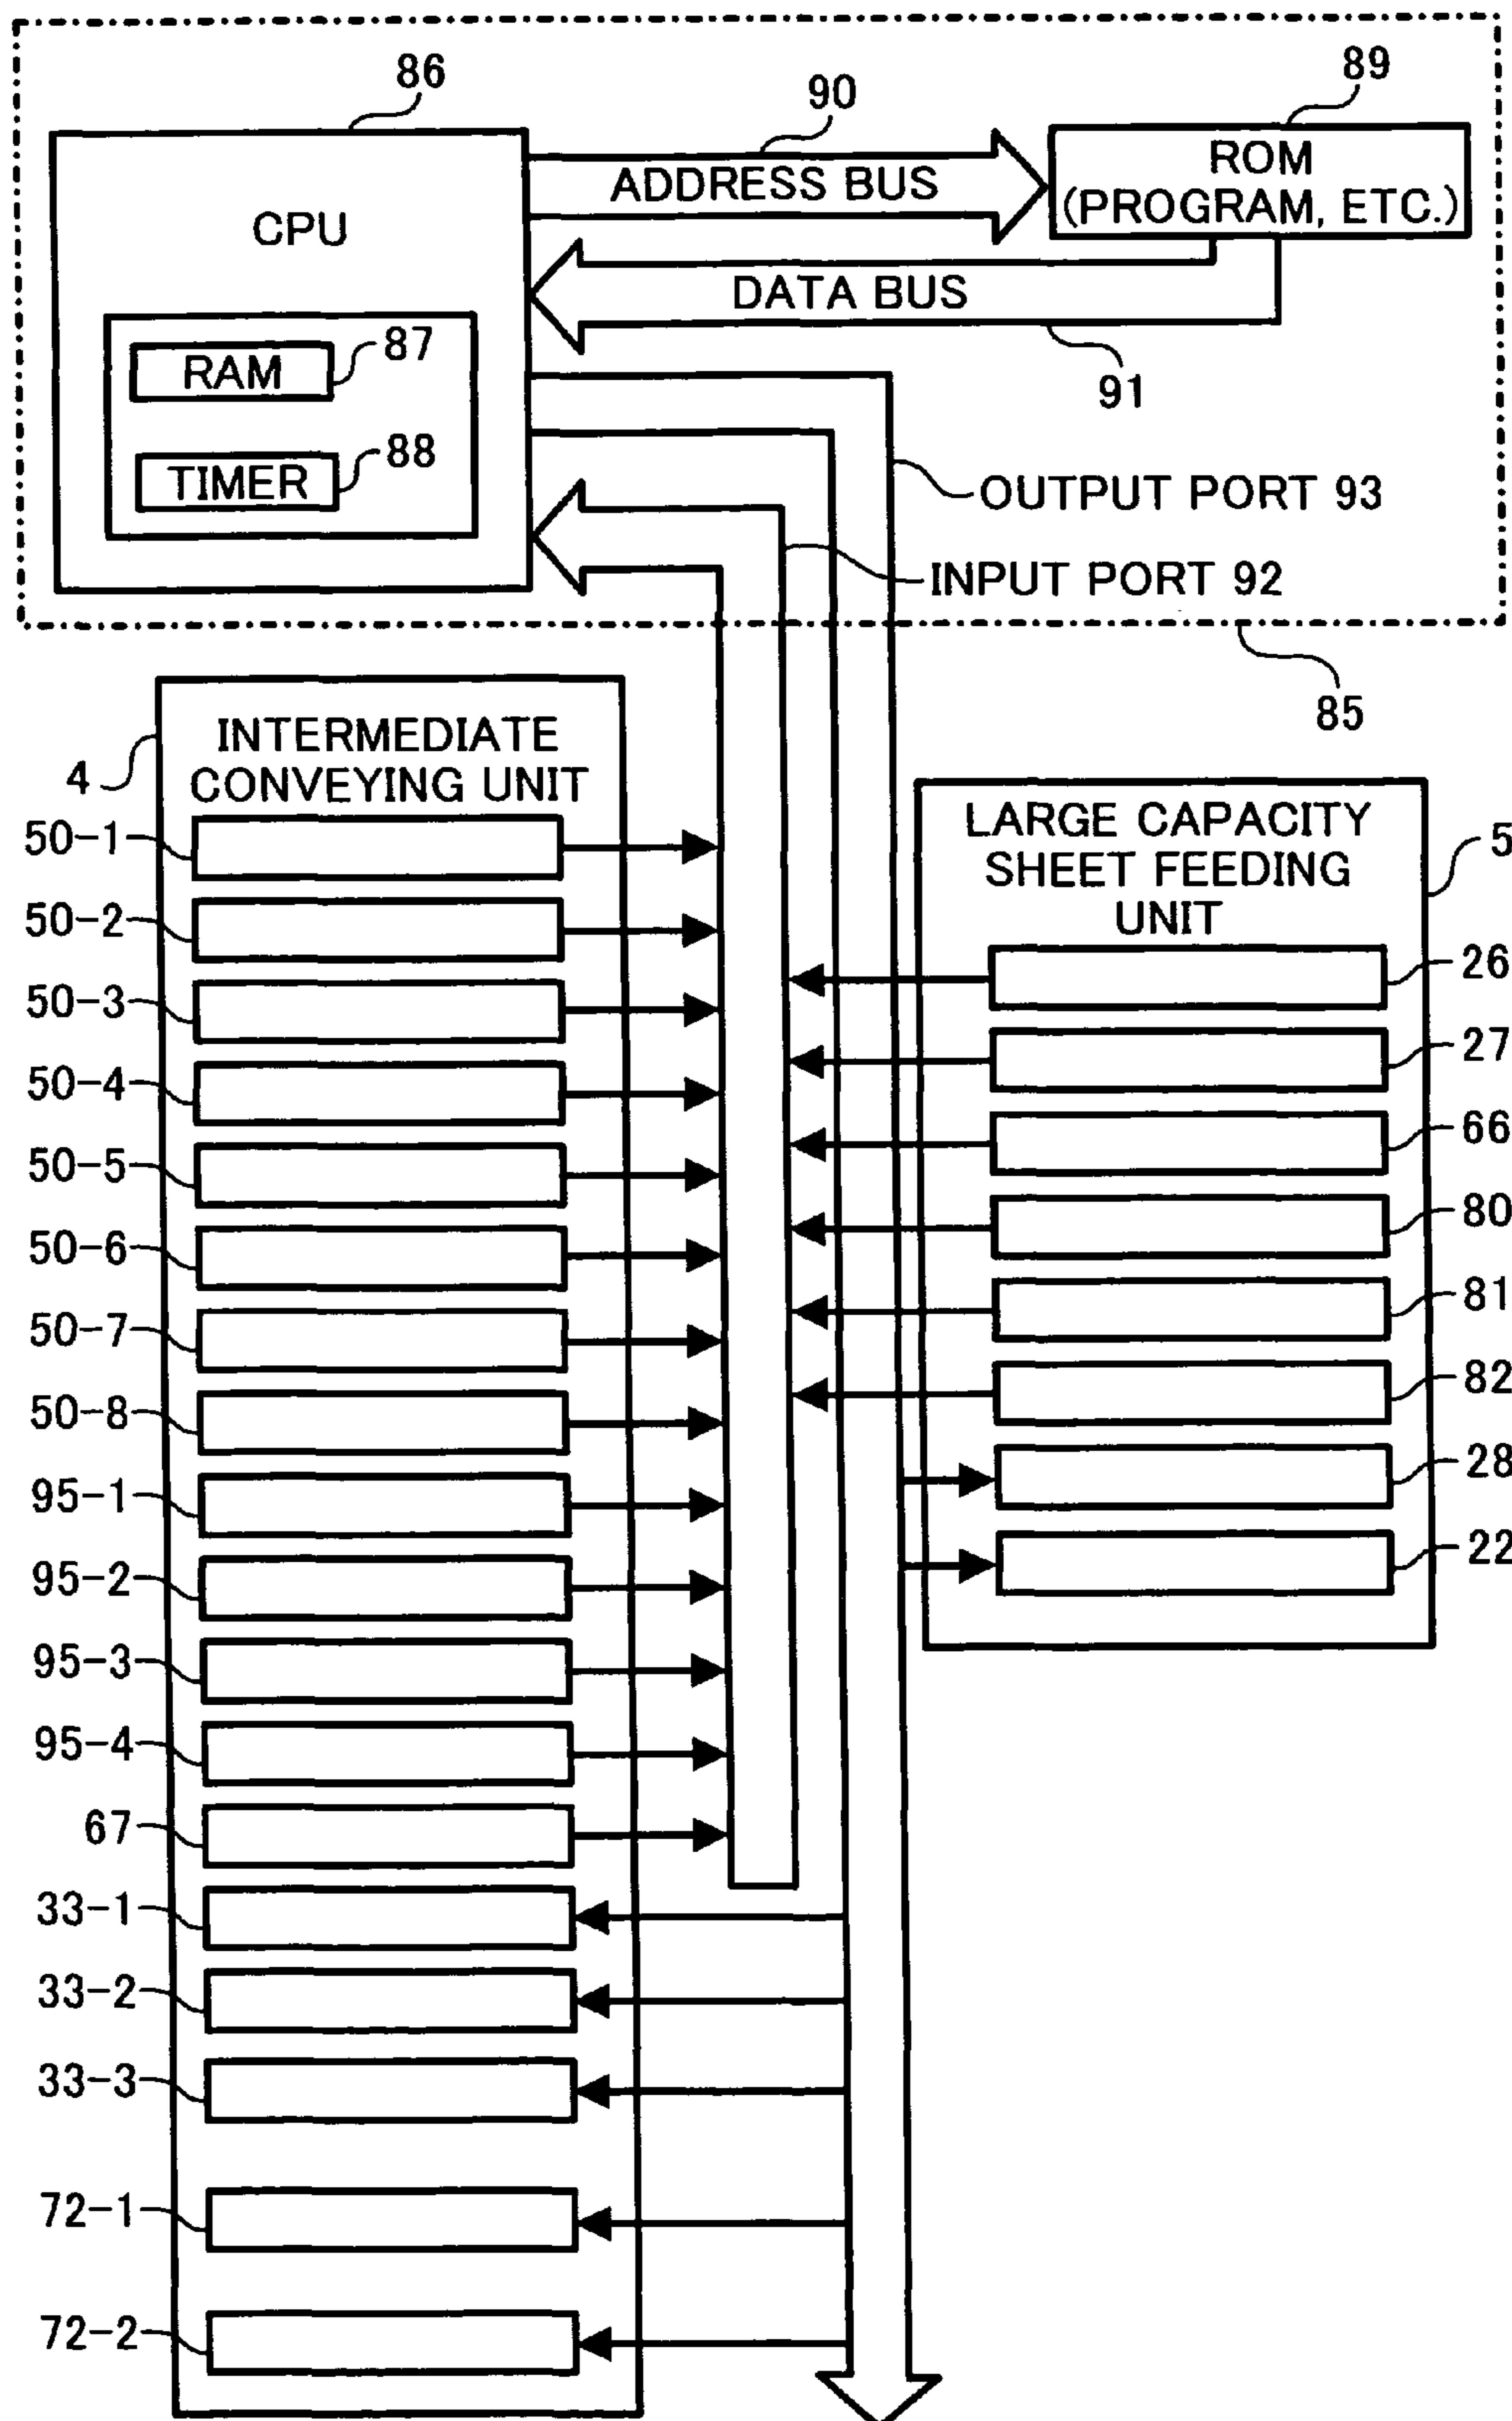 86
90
89
CPU
ADDRESS BUS
ROM
(PROGRAM, ETC.)
DATA BUS
91
RAM
87
TIMER
88
OUTPUT PORT 93
INPUT PORT 92
85
4
INTERMEDIATE
CONVEYING UNIT
50-1
50-2
50-3
50-4
50-5
50-6
50-7
50-8
95-1
95-2
95-3
95-4
67
33-1
33-2
33-3
72-1
72-2
LARGE CAPACITY
SHEET FEEDING
UNIT
5
26
27
66
80
81
82
28
22